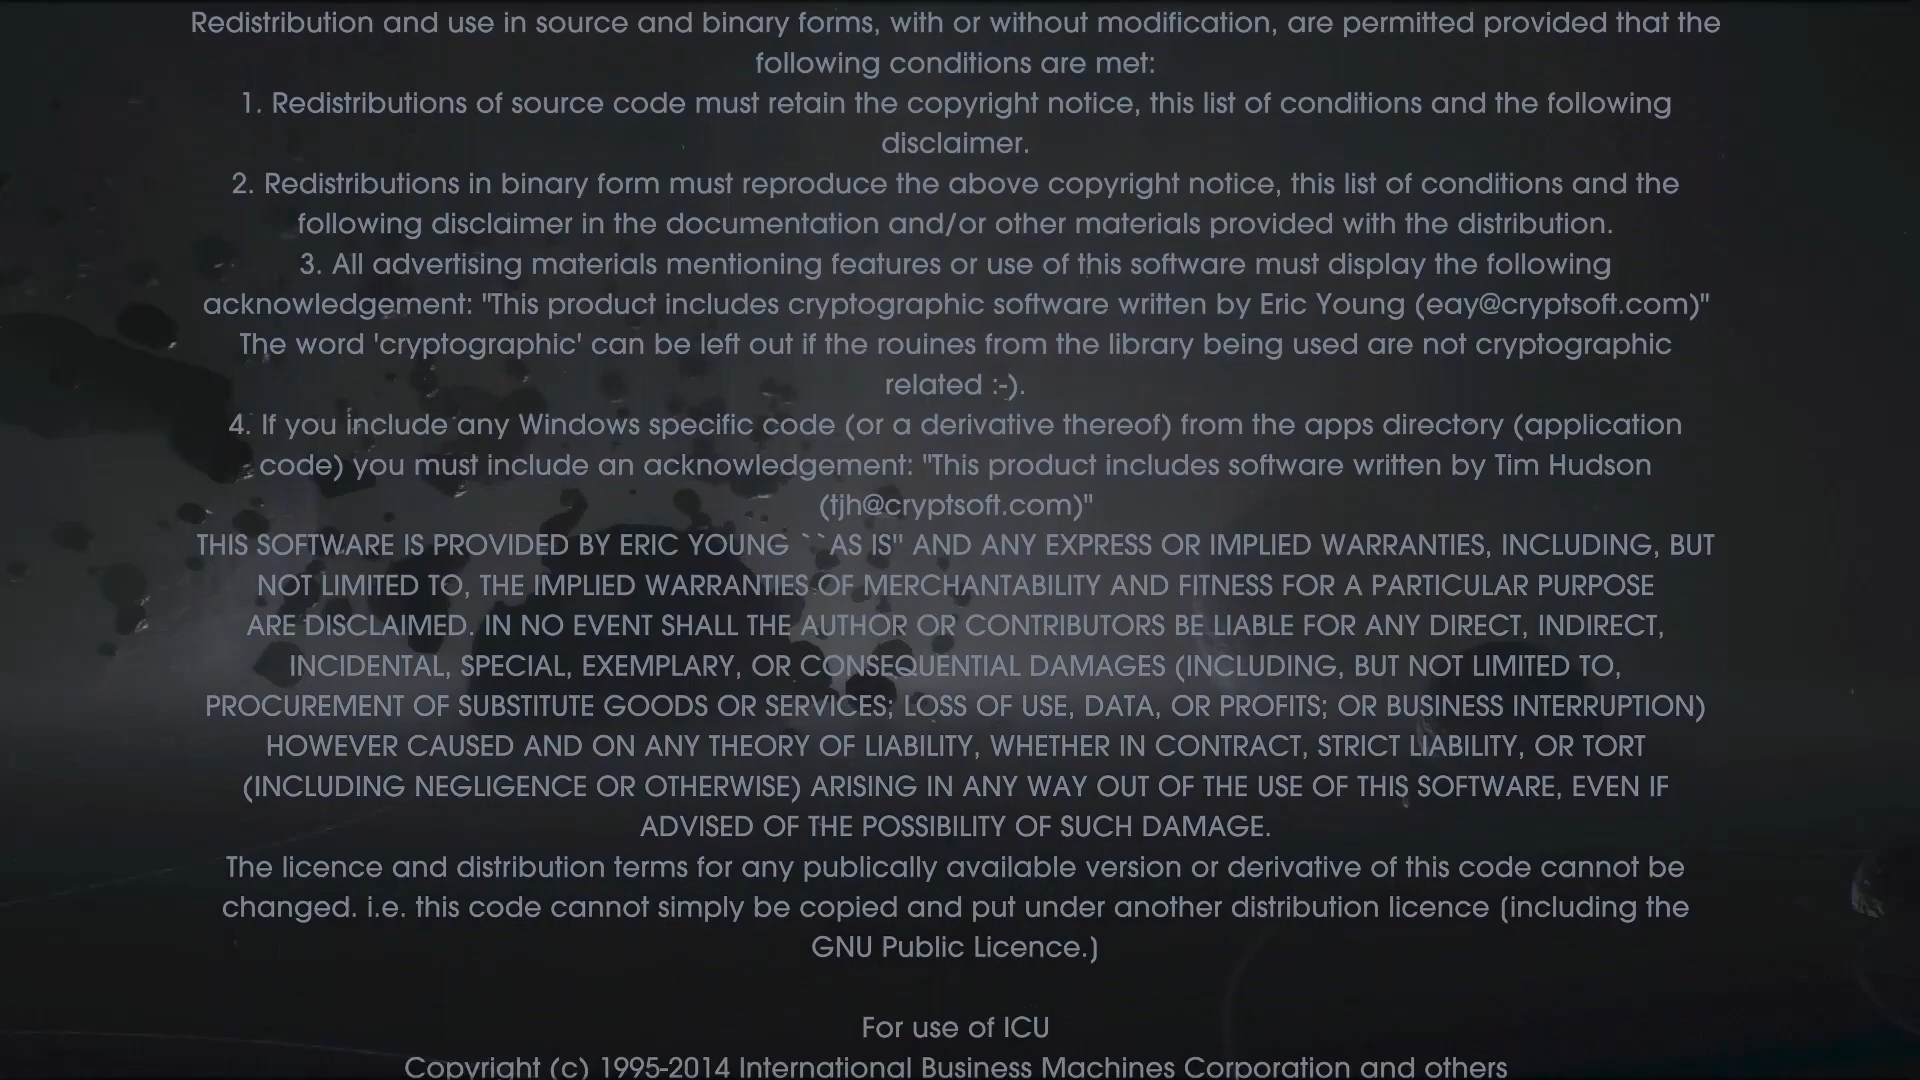 Redistribution and use in source and binary forms, with or without modification, are permitted provided that the
following conditions are met:
1. Redistributions of source code must retain the copyright notice, this list of conditions and the following
disclaimer.
2. Redistributions in binary form must reproduce the above copyright notice, this list of conditions and the
following disclaimer in the documentation and/or other materials provided with the distribution.
3. All advertising materials mentioning features or use of this software must display the following
acknowledgement: "This product includes cryptographic software written by Eric Young (eay@cryptsoft.com)"
The word 'cryptographic' can be left out if the rouines from the library being used are not cryptographic
related :-).
4. If you include any Windows specific code (or a derivative thereof) from the apps directory (application
code) you must include an acknowledgement: "This product includes software written by Tim Hudson
(tjh@cryptsoft.com)"
THIS SOFTWARE IS PROVIDED BY ERIC YOUNG ``AS IS'' AND ANY EXPRESS OR IMPLIED WARRANTIES, INCLUDING, BUT
NOT LIMITED TO, THE IMPLIED WARRANTIES OF MERCHANTABILITY AND FITNESS FOR A PARTICULAR PURPOSE
ARE DISCLAIMED. IN NO EVENT SHALL THE AUTHOR OR CONTRIBUTORS BE LIABLE FOR ANY DIRECT, INDIRECT,
INCIDENTAL, SPECIAL, EXEMPLARY, OR CONSEQUENTIAL DAMAGES (INCLUDING, BUT NOT LIMITED TO,
PROCUREMENT OF SUBSTITUTE GOODS OR SERVICES; LOSS OF USE, DATA, OR PROFITS; OR BUSINESS INTERRUPTION)
HOWEVER CAUSED AND ON ANY THEORY OF LIABILITY, WHETHER IN CONTRACT, STRICT LIABILITY, OR TORT
(INCLUDING NEGLIGENCE OR OTHERWISE) ARISING IN ANY WAY OUT OF THE USE OF THIS SOFTWARE, EVEN IF
ADVISED OF THE POSSIBILITY OF SUCH DAMAGE.
The licence and distribution terms for any publically available version or derivative of this code cannot be
changed. i.e. this code cannot simply be copied and put under another distribution licence (including the
GNU Public Licence.)
For use of ICU
Copyright (c) 1995-2014 International Business Machines Corporation and others